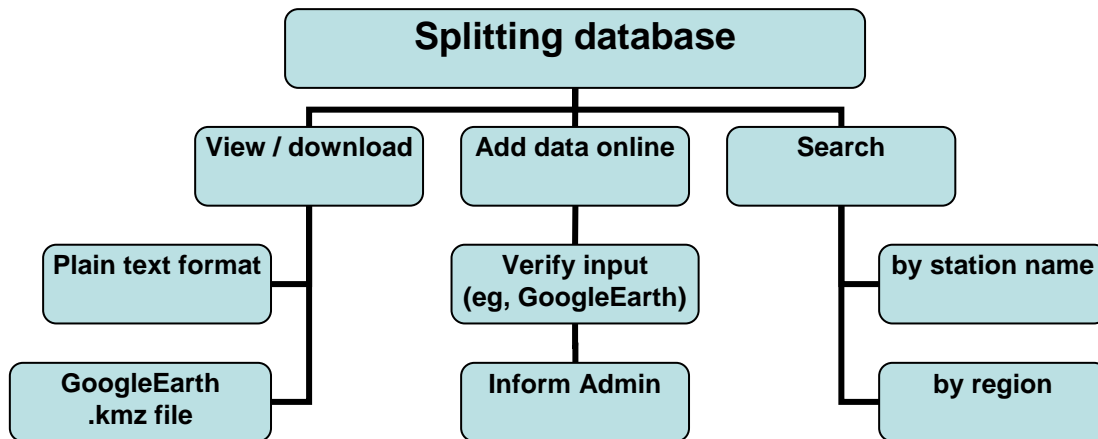 Splitting database
View / download
Add data online
Search
Plain text format
Verify input
(eg, GoogleEarth)
by station name
GoogleEarth
.kmz file
Inform Admin
by region